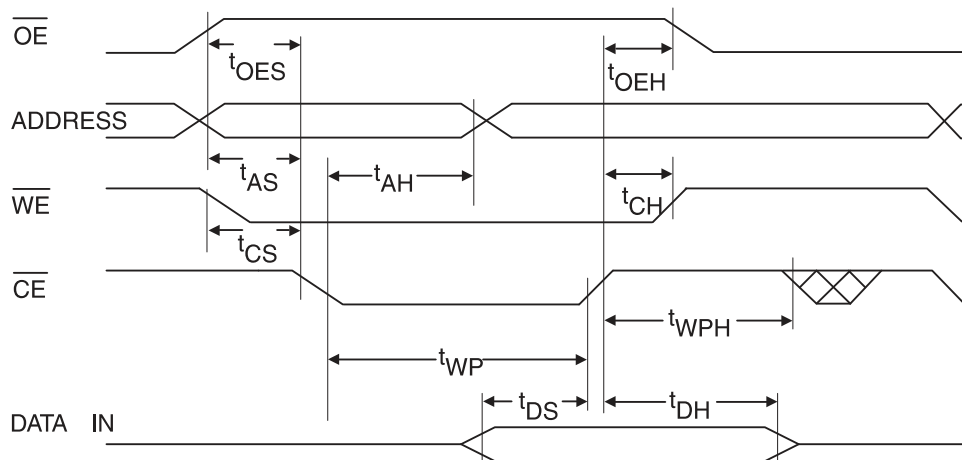 OE
tOES
tOEH
ADDRESS
tAS
tAH
WE
tCH
tCS
CE
tWPH
tWP
tDS
tDH
DATA IN